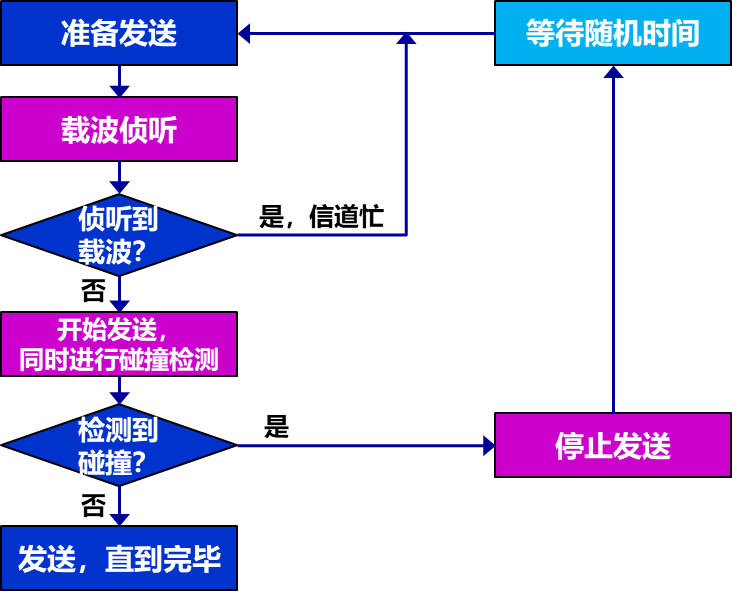 准备发送
等待随机时间
载波侦听
侦听到
载波？
是，信道忙
否
开始发送，
同时进行碰撞检测
检测到
碰撞？
是
停止发送
否
发送，直到完毕